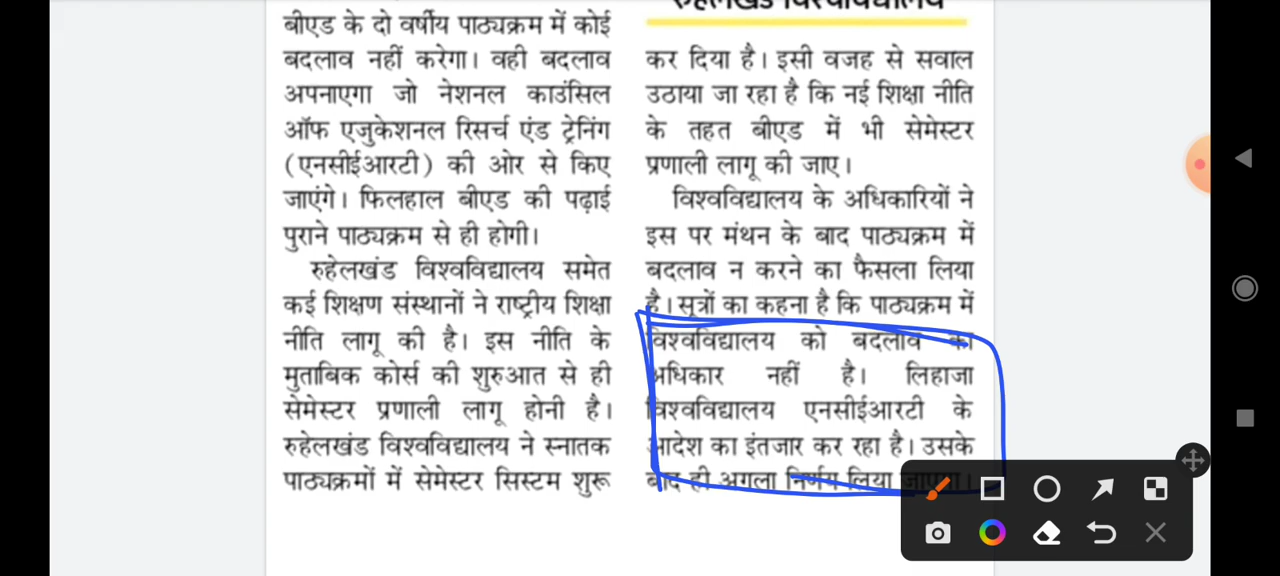 बीएड के दो वर्षीय पाठ्यक्रम में कोई
बदलाव नहीं करेगा। वही बदलाव
अपनाएगा जो नेशनल काउंसिल
ऑफ एजुकेशनल रिसर्च एंड ट्रेनिंग
(एनसीईआरटी) की ओर से किए
जाएंगे। फिलहाल बीएड की पढ़ाई
पुराने पाठ्यक्रम से ही होगी।
रुहेलखंड विश्वविद्यालय समेत
कई शिक्षण संस्थानों ने राष्ट्रीय शिक्षा
नीति लागू की है। इस नीति के
मुताबिक कोर्स की शुरुआत से ही
सेमेस्टर प्रणाली लागू होनी है।
रुहेलखंड विश्वविद्यालय ने स्नातक
पाठ्यक्रमों में सेमेस्टर सिस्टम शुरू
रुहेलखंड विश्वविद्यालय
कर दिया है। इसी वजह से सवाल
उठाया जा रहा है कि नई शिक्षा नीति
के तहत बीएड में भी सेमेस्टर
प्रणाली लागू की जाए।
विश्वविद्यालय के अधिकारियों ने
इस पर मंथन के बाद पाठ्यक्रम में
बदलाव न करने का फैसला लिया
है। सूत्रों का कहना है कि पाठ्यक्रम में
विश्वविद्यालय को बदलाव का
अधिकार नहीं है। लिहाजा
विश्वविद्यालय एनसीईआरटी के
आदेश का इंतजार कर रहा है। उसके
बाद ही अगला निर्णय लिया जाएगा।